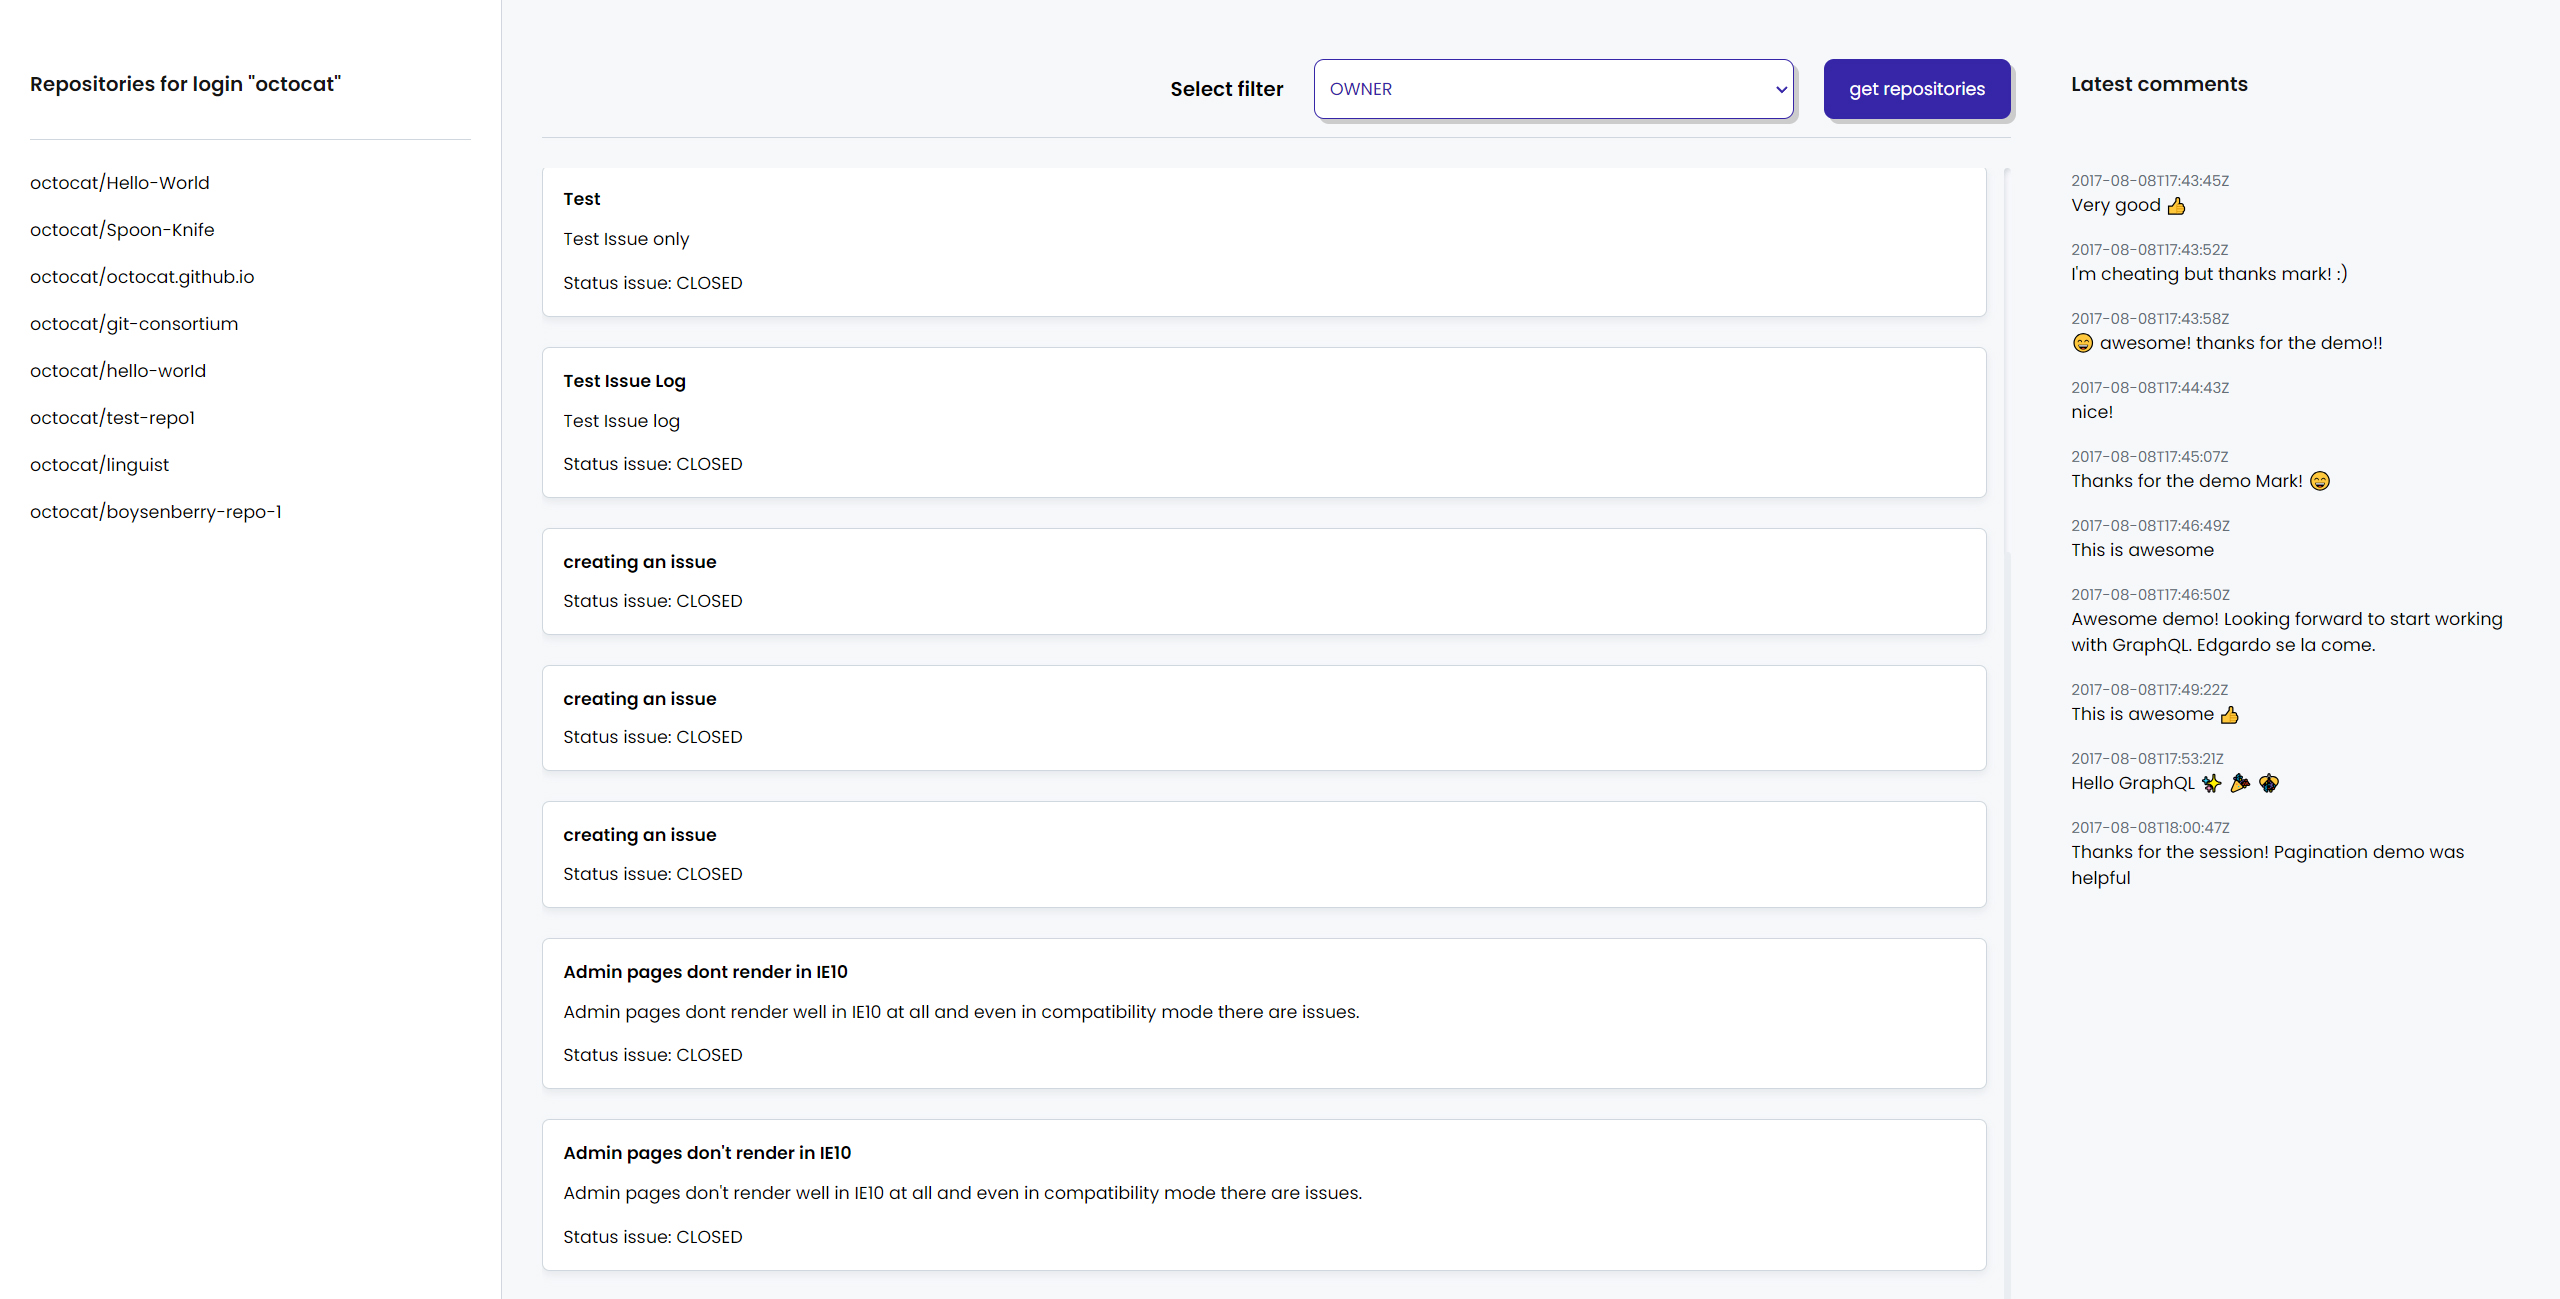 Repositories for login "octocat"
octocat/Hello-World
octocat/Spoon-Knife
octocat/octocat.github.io
octocat/git-consortium
octocat/hello-worId
octocat/test-repo1
octocat/linguist
octocat/boysenberry-repo-1
Select filter
OWNER
get repositories
Test
Test Issue only
Status issue: CLOSED
Test Issue Log
Test Issue log
Status issue: CLOSED
creating an issue
Status issue: CLOSED
creating an issue
Status issue: CLOSED
creating an issue
Status issue: CLOSED
Admin pages dont render in IE10
Admin pages dont render well in IE10 at all and even in compatibility mode there are issues.
Status issue: CLOSED
Admin pages don't render in IE10
Admin pages don't render well in IE10 at all and even in compatibility mode there are issues.
Status issue: CLOSED
Latest comments
2017-08-08T17:43:45Z
Very good 👍
2017-08-08T17:43:52Z
I'm cheating but thanks mark! :)
2017-08-08T17:43:58Z
😄 awesome! thanks for the demo!!
2017-08-08T17:44:43Z
nice!
2017-08-08T17:45:07Z
Thanks for the demo Mark! 😄
2017-08-08T17:46:49Z
This is awesome
2017-08-08T17:46:50Z
Awesome demo! Looking forward to start working
with GraphQL. Edgardo se la come.
2017-08-08T17:49:22Z
This is awesome 👍
2017-08-08T17:53:21Z
Hello GraphQL ✨ 🎉 🐝
2017-08-08T18:00:47Z
Thanks for the session! Pagination demo was
helpful